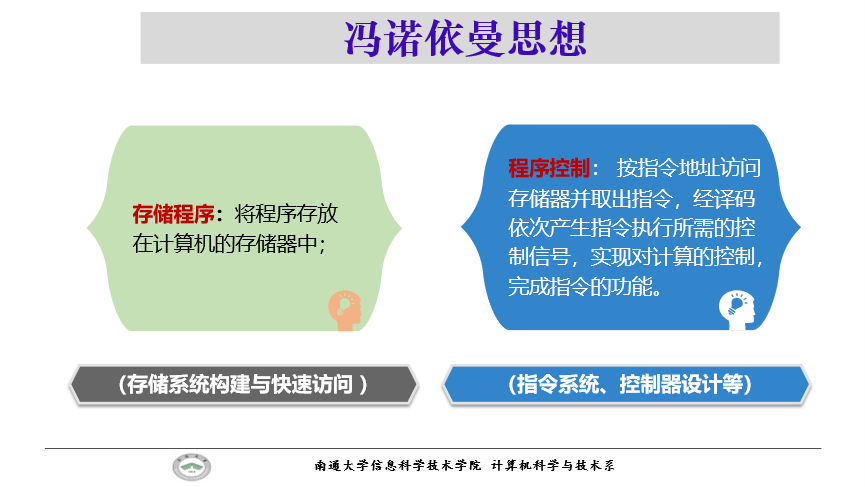 冯诺依曼思想
存储程序：将程序存放
在计算机的存储器中；
程序控制： 按指令地址访问
存储器并取出指令，经译码
依次产生指令执行所需的控
制信号，实现对计算的控制，
完成指令的功能。
（存储系统构建与快速访问 ）
（指令系统、控制器设计等）
南通大学信息科学技术学院 计算机科学与技术系